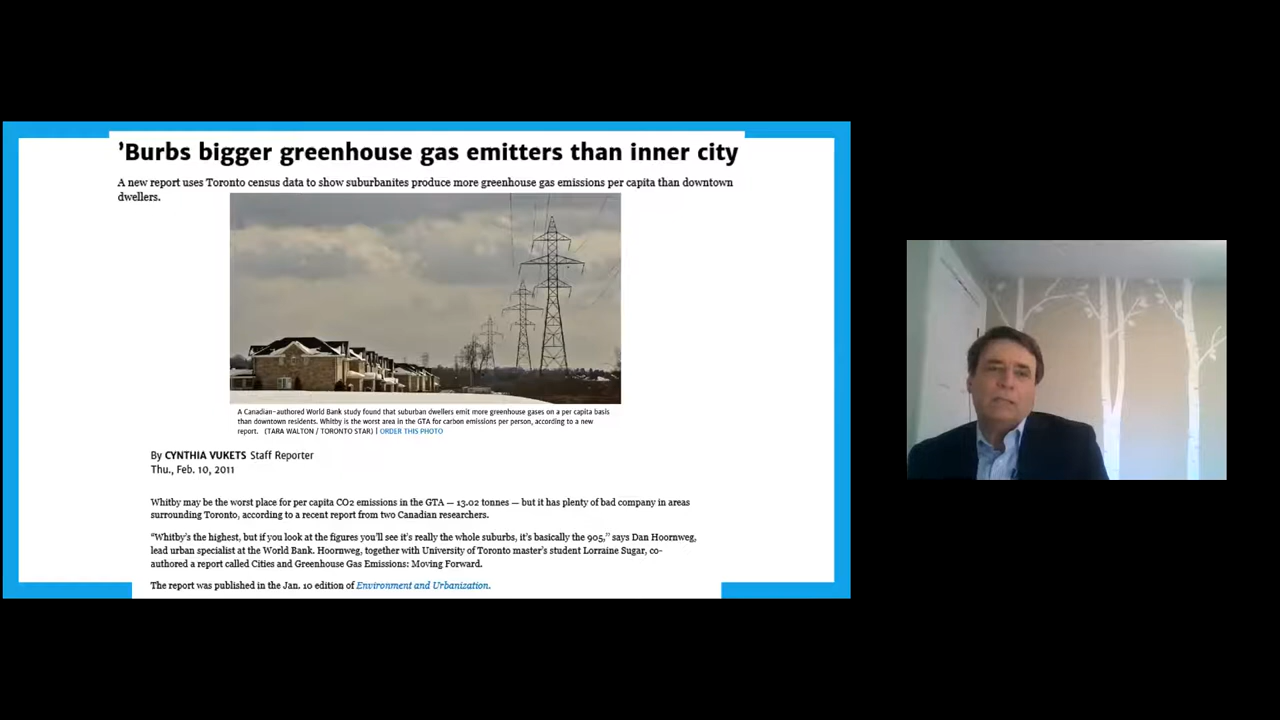 ’Burbs bigger greenhouse gas emitters than inner city
A new report uses Toronto census data to show suburbanites produce more greenhouse gas emissions per capita than downtown
dwellers.
A Canadian-authored World Bank study found that suburban dwellers emit more greenhouse gases on a per capita basis
than downtown residents. Whitby is the worst area in the GTA for carbon emissions per person, according to a new
report. (TARA WALTON / TORONTO STAR) | ORDER THIS PHOTO
By CYNTHIA VUKETS Staff Reporter
Thu., Feb. 10, 2011
Whitby may be the worst place for per capita CO2 emissions in the GTA — 13.02 tonnes — but it has plenty of bad company in areas
surrounding Toronto, according to a recent report from two Canadian researchers.
“Whitby’s the highest, but if you look at the figures you’ll see it’s really the whole suburbs, it’s basically the 905,” says Dan Hoornweg,
lead urban specialist at the World Bank. Hoornweg, together with University of Toronto master’s student Lorraine Sugar, co-
authored a report called Cities and Greenhouse Gas Emissions: Moving Forward.
The report was published in the Jan. 10 edition of Environment and Urbanization.